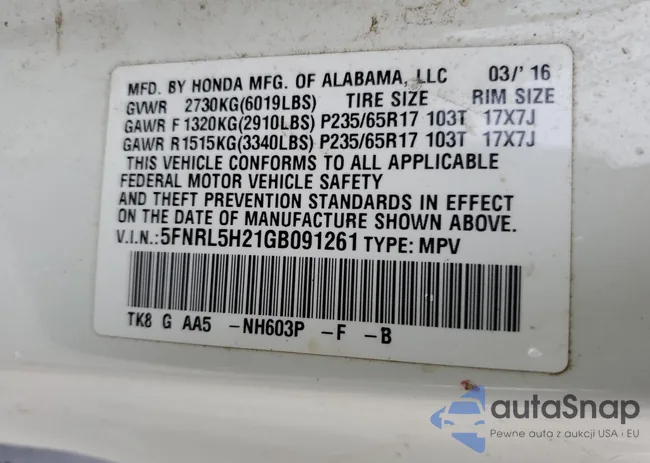 MFD. BY HONDA MFG. OF ALABAMA, LLC 03/'16
GVWR 2730KG(6019LBS) TIRE SIZE RIM SIZE
GAWR F1320KG(2910LBS) P235/65R17 103T 17X7J
GAWR R1515KG(3340LBS) P235/65R17 103T 17X7J
THIS VEHICLE CONFORMS TO ALL APPLICABLE
FEDERAL MOTOR VEHICLE SAFETY
AND THEFT PREVENTION STANDARDS IN EFFECT
ON THE DATE OF MANUFACTURE SHOWN ABOVE.
V.I.N.:5FNRL5H21GB091261 TYPE: MPV
TK8 G AA5 -NH603P -F -B
autoSnap
Pewne auta z aukcji USA i EU